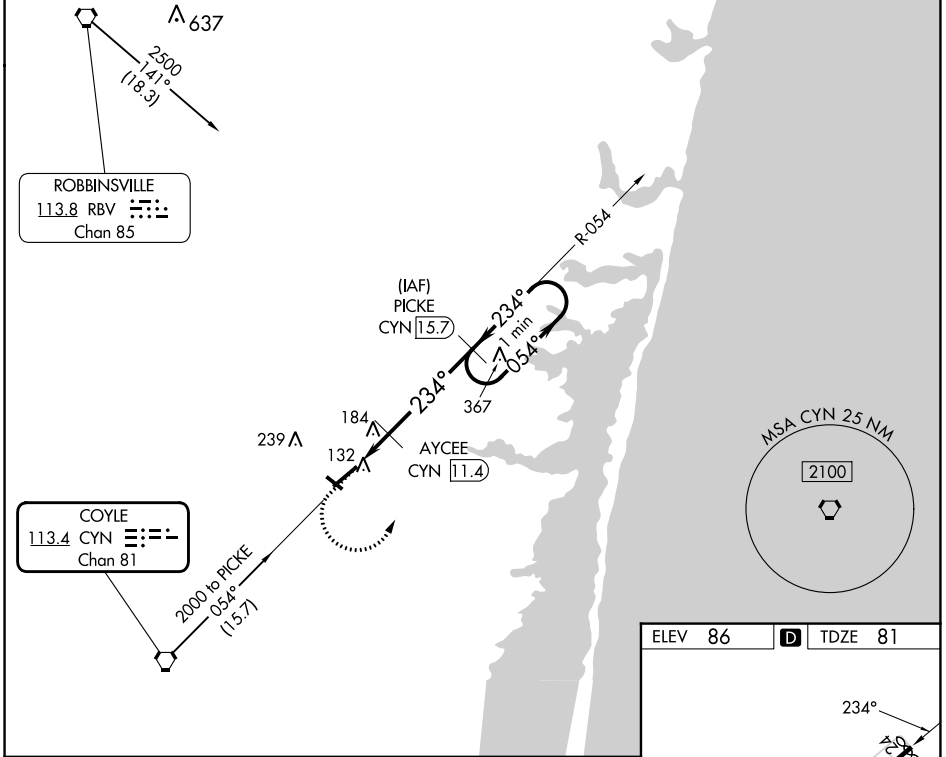 637
2500
141°
(18.3)
ROBBINSVILLE
113.8 RBV
Chan 85
R-054
(IAF)
PICKE
CYN 15.7
234°
1 min
054°
367
234°
184
239
132
AYCEE
CYN 11.4
MSA CYN 25 NM
2100
COYLE
113.4 CYN
Chan 81
2000 to PICKE
054°
(15.7)
ELEV 86 D TDZE 81
234°
24